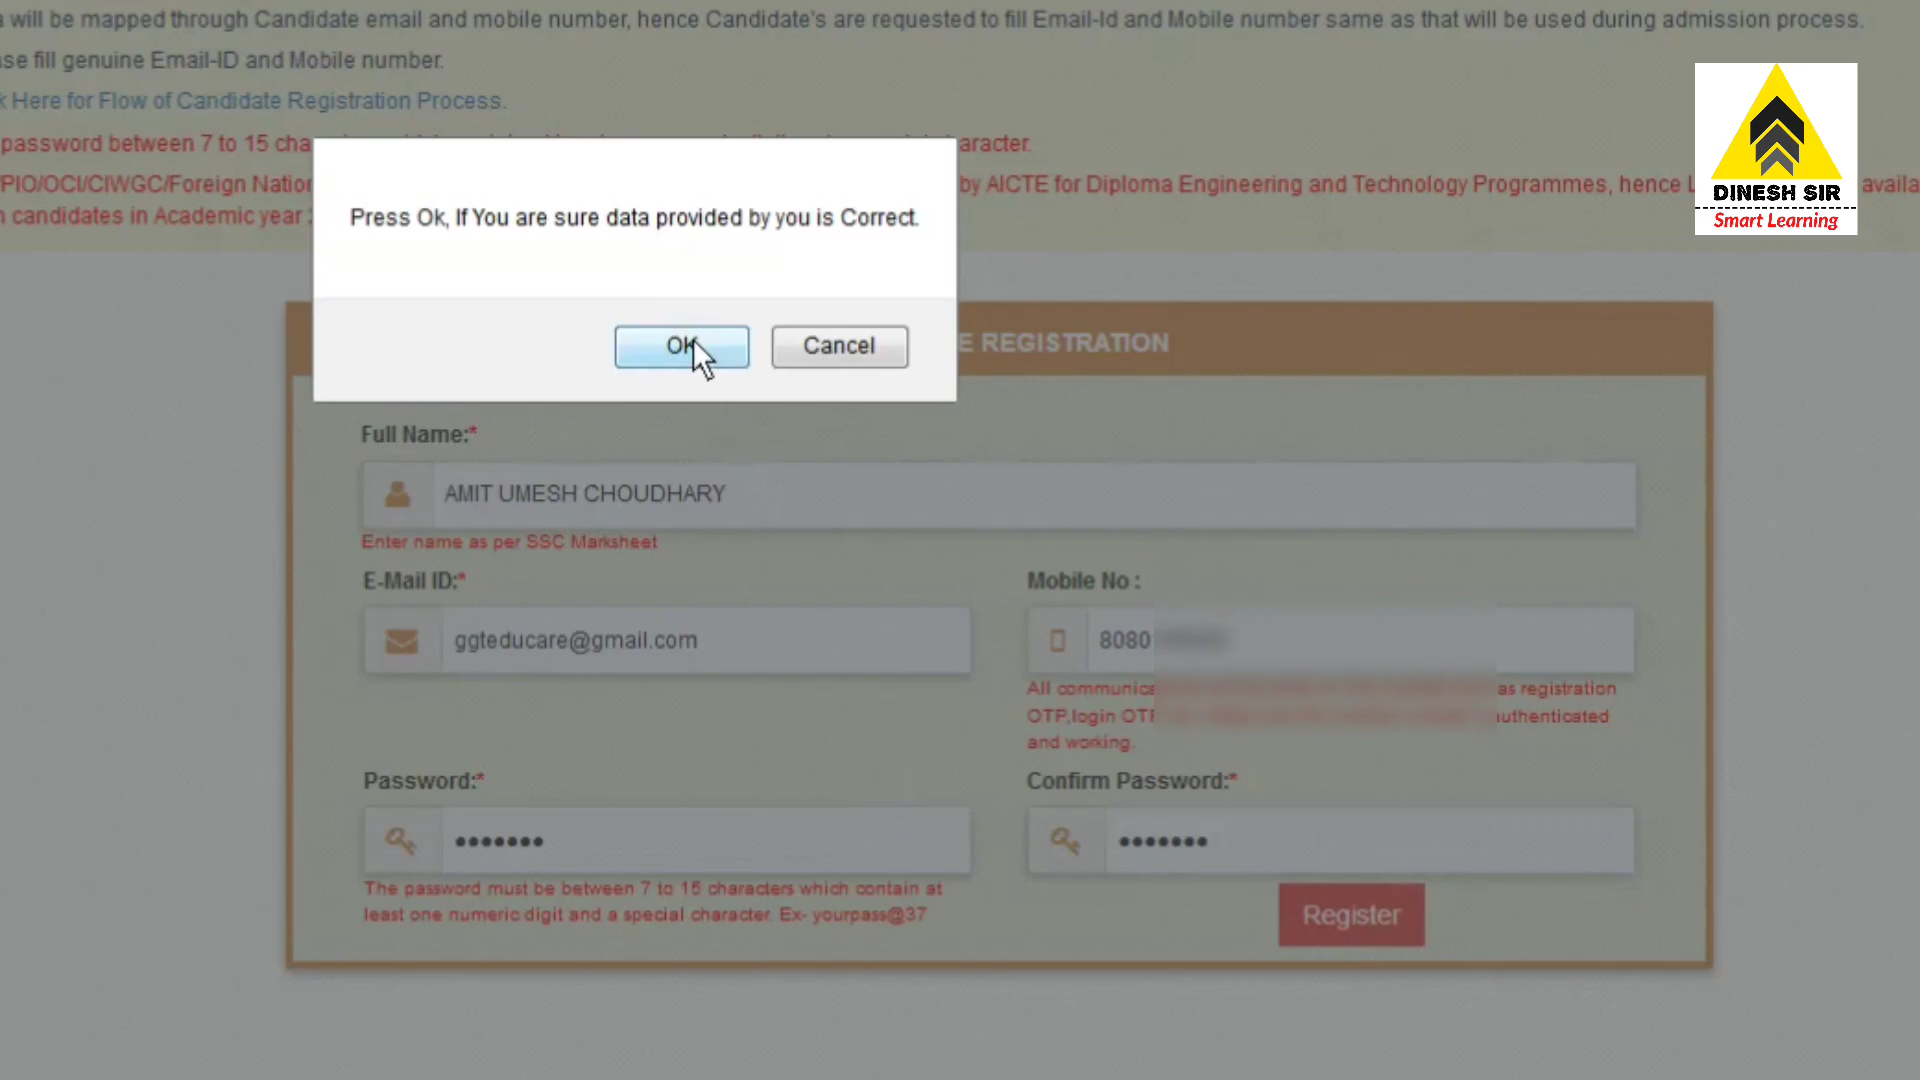 will be mapped through Candidate email and mobile number, hence Candidate's are requested to fill Email-Id and Mobile number same as that will be used during admission process.
se fill genuine Email-ID and Mobile number.
Here for Flow of Candidate Registration Process.
password between 7 to 15 cha aracter.
PIO/OCI/CIWGC/Foreign Nation by AICTE for Diploma Engineering and Technology Programmes, hence L availa
candidates in Academic year
DINESH SIR
Smart Learning
Press Ok, If You are sure data provided by you is Correct.
OK Cancel
E REGISTRATION
Full Name:*
AMIT UMESH CHOUDHARY
Enter name as per SSC Marksheet
E-Mail ID:* Mobile No :
ggteducare@gmail.com 8080
All communica as registration
OTP,login OTP uthenticated
and working.
Password:* Confirm Password:*
••••••• •••••••
The password must be between 7 to 15 characters which contain at
least one numeric digit and a special character. Ex- yourpass@37
Register